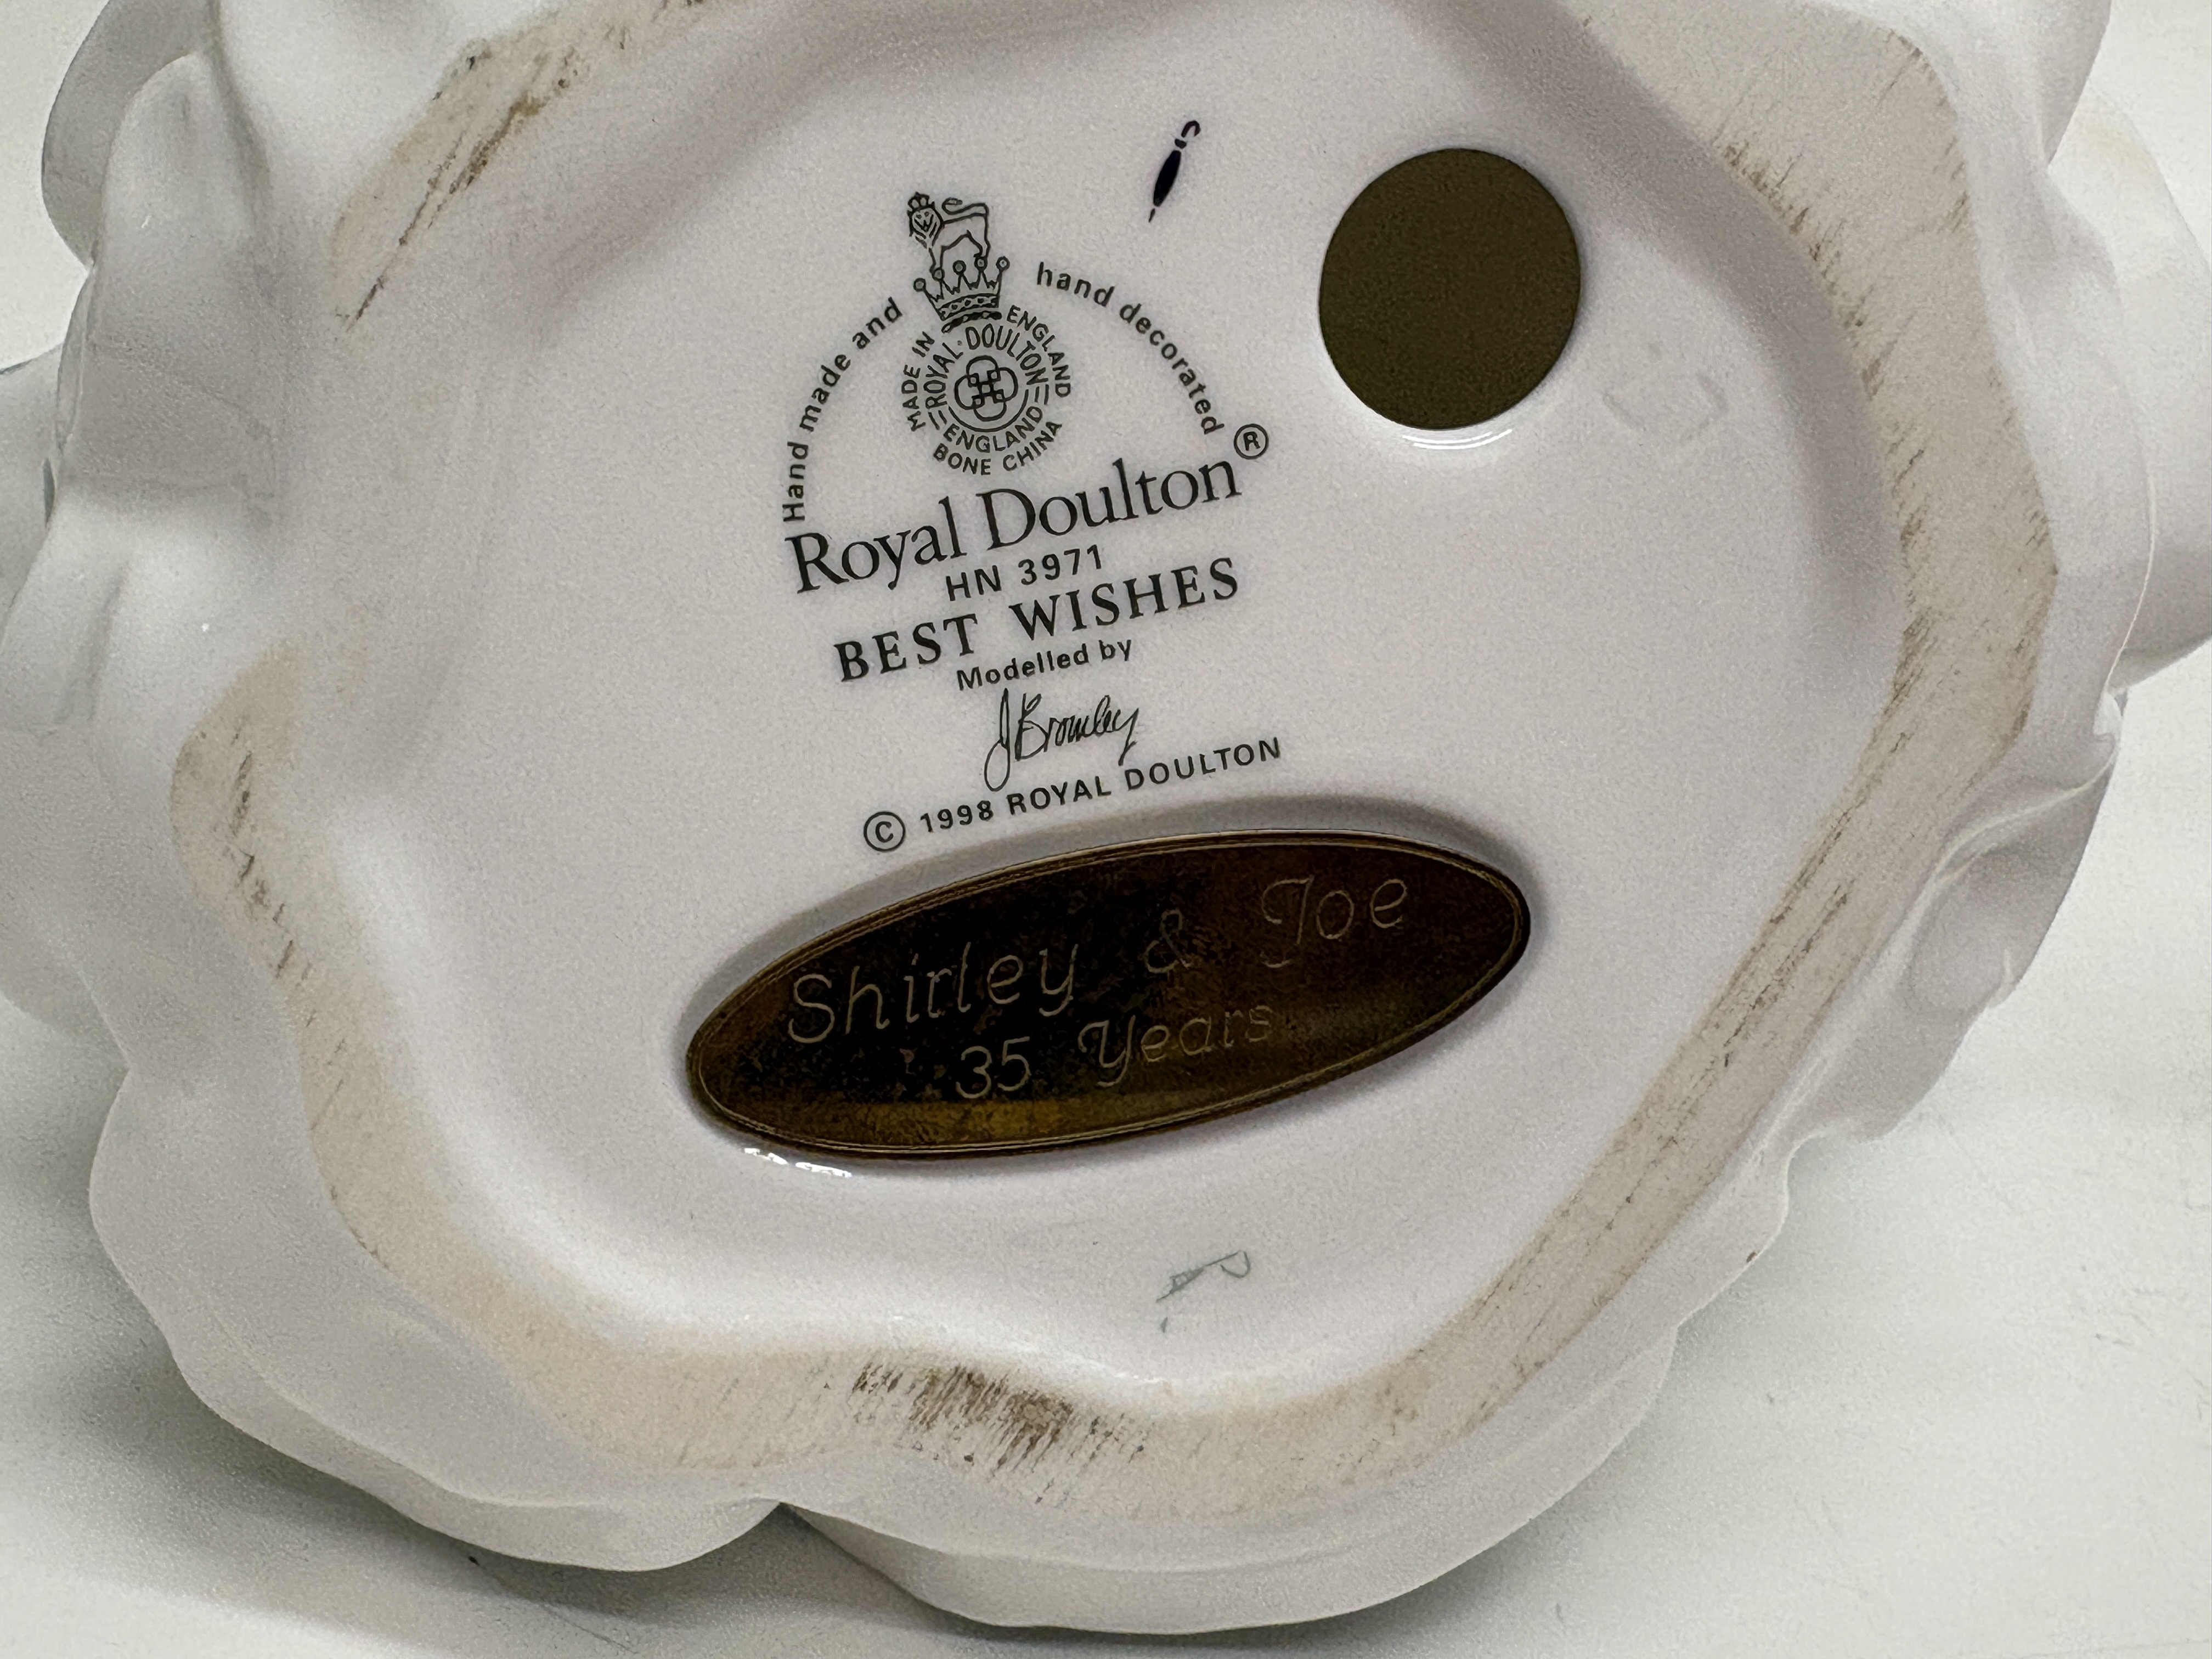 Hand made and hand decorated
MADE IN ENGLAND
ROYAL·DOULTON
ENGLAND
BONE CHINA
Royal Doulton®
HN 3971
BEST WISHES
Modelled by
J Bromley
© 1998 ROYAL DOULTON
Shirley & Joe
35 Years